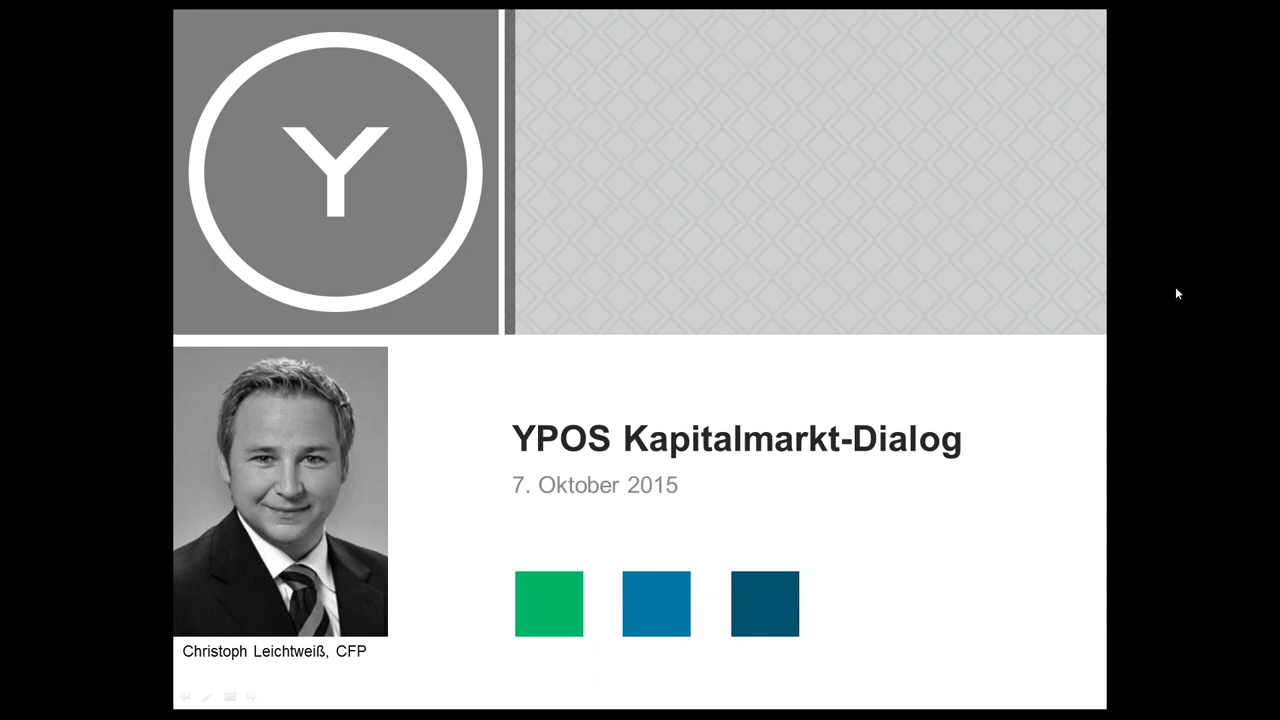 Y
YPOS Kapitalmarkt-Dialog
7. Oktober 2015
Christoph Leichtweiß, CFP